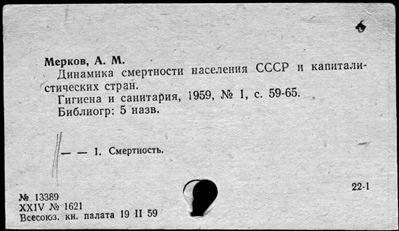 Мерков, А. М.
Динамика смертности населения СССР и капитали-
стических стран.
Гигиена и санитария, 1959, № 1, с. 59-65.
Библиогр: 5 назв.
— — 1. Смертность.
№ 13389
XXIV № 1621
Всесоюз. кн. палата 19 II 59
22-1